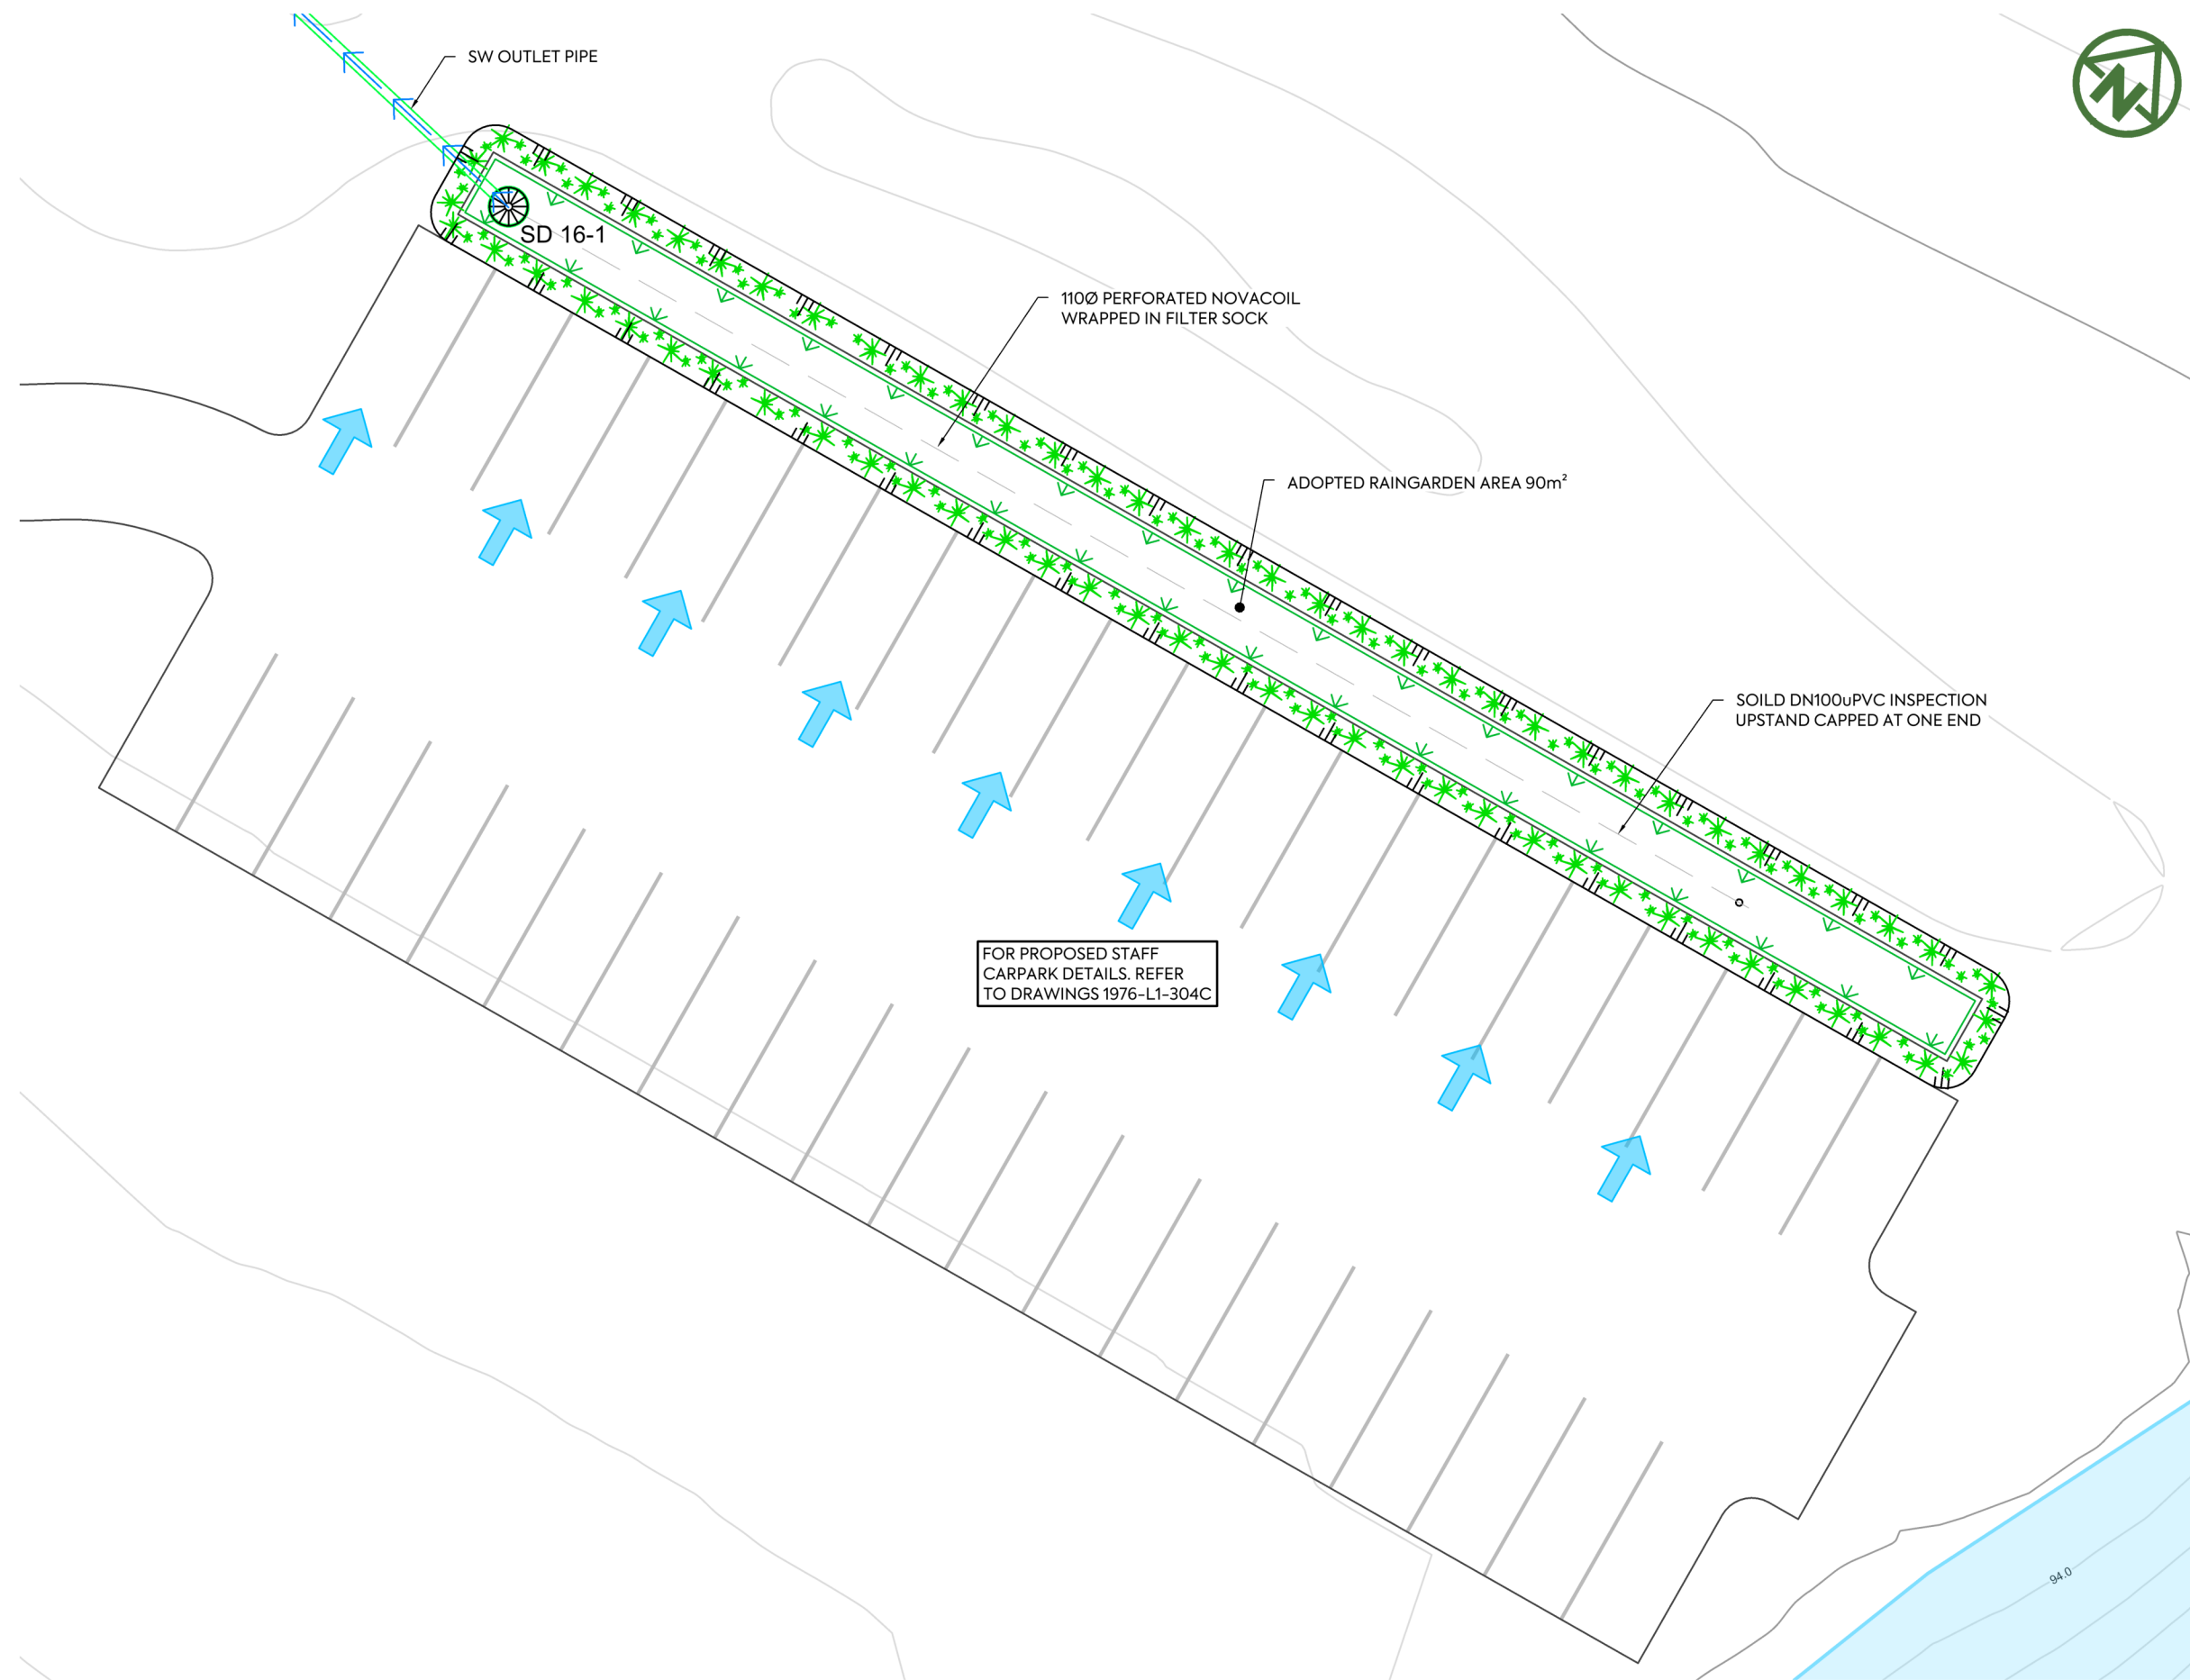 SW OUTLET PIPE
N
SD 16-1
110Ø PERFORATED NOVACOIL
WRAPPED IN FILTER SOCK
ADOPTED RAINGARDEN AREA 90m²
SOILD DN100uPVC INSPECTION
UPSTAND CAPPED AT ONE END
FOR PROPOSED STAFF
CARPARK DETAILS. REFER
TO DRAWINGS 1976-L1-304C
94.0